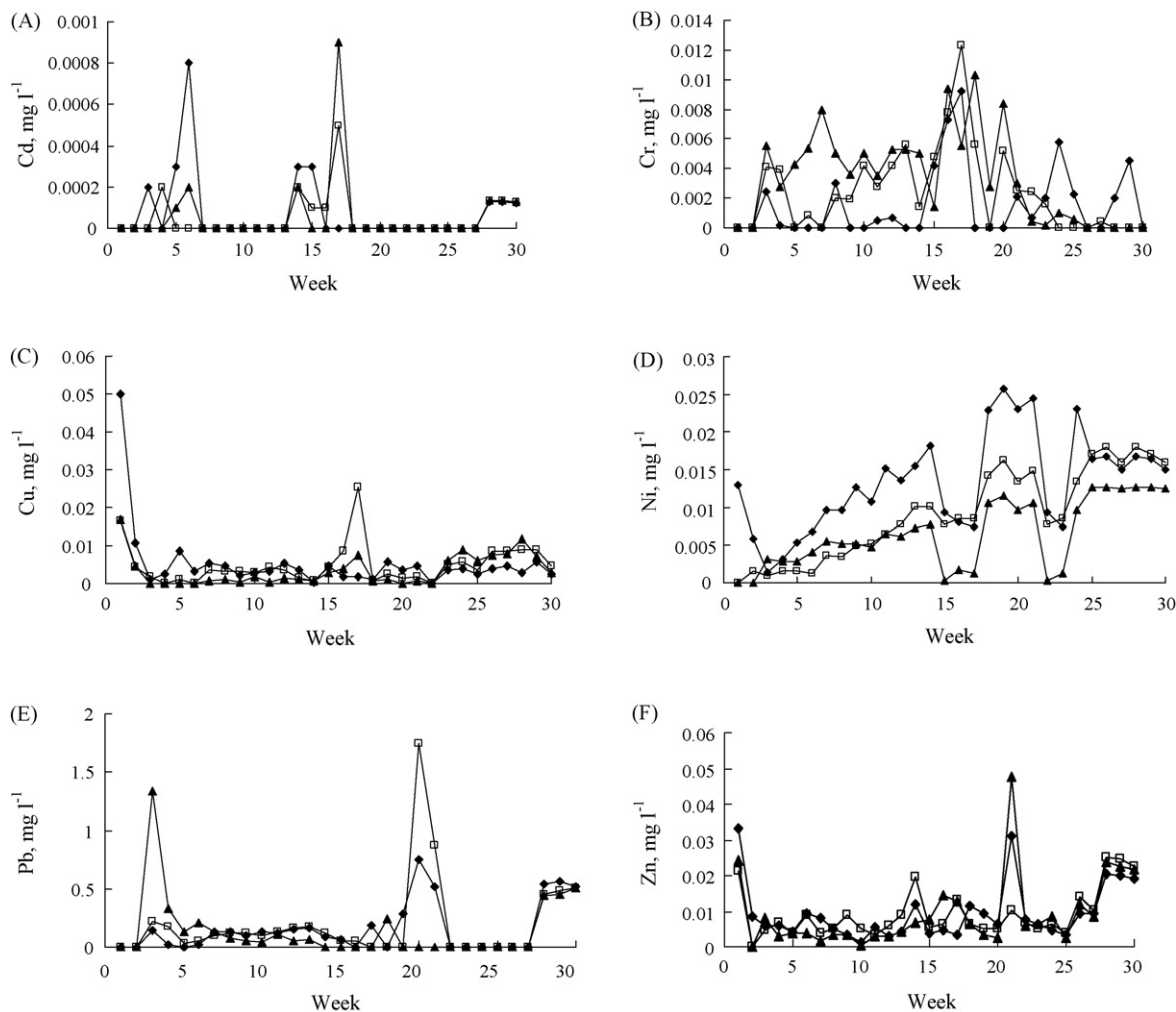 (A)
Cd, mg l-1
0.001
0.0008
0.0006
0.0004
0.0002
0
0 5 10 15 20 25 30
Week
(B)
Cr, mg l-1
0.014
0.012
0.01
0.008
0.006
0.004
0.002
0
0 5 10 15 20 25 30
Week
(C)
Cu, mg l-1
0.06
0.05
0.04
0.03
0.02
0.01
0
0 5 10 15 20 25 30
Week
(D)
Ni, mg l-1
0.03
0.025
0.02
0.015
0.01
0.005
0
0 5 10 15 20 25 30
Week
(E)
Pb, mg l-1
2
1.5
1
0.5
0
0 5 10 15 20 25 30
Week
(F)
Zn, mg l-1
0.06
0.05
0.04
0.03
0.02
0.01
0
0 5 10 15 20 25 30
Week